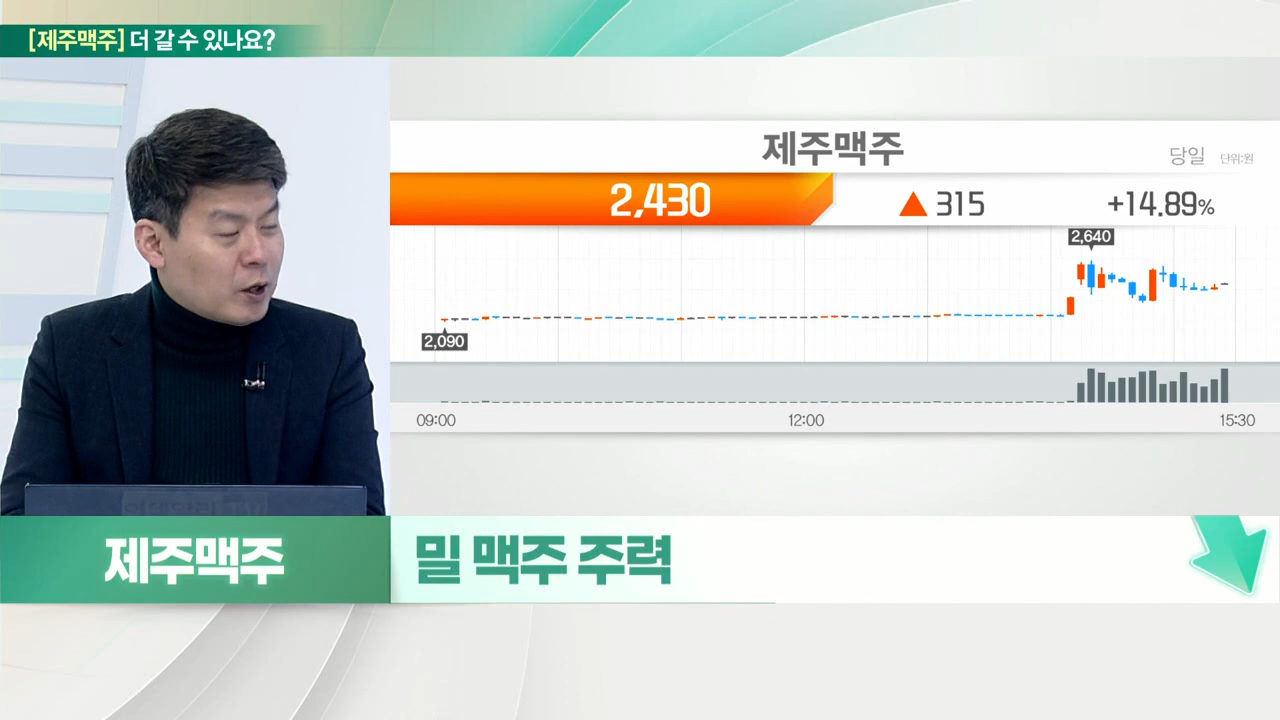 [제주맥주] 더 갈 수 있나요?
제주맥주
당일 단위:원
2,430 ▲ 315 +14.89%
2,640
2,090
09:00 12:00 15:30
제주맥주
밀 맥주 주력